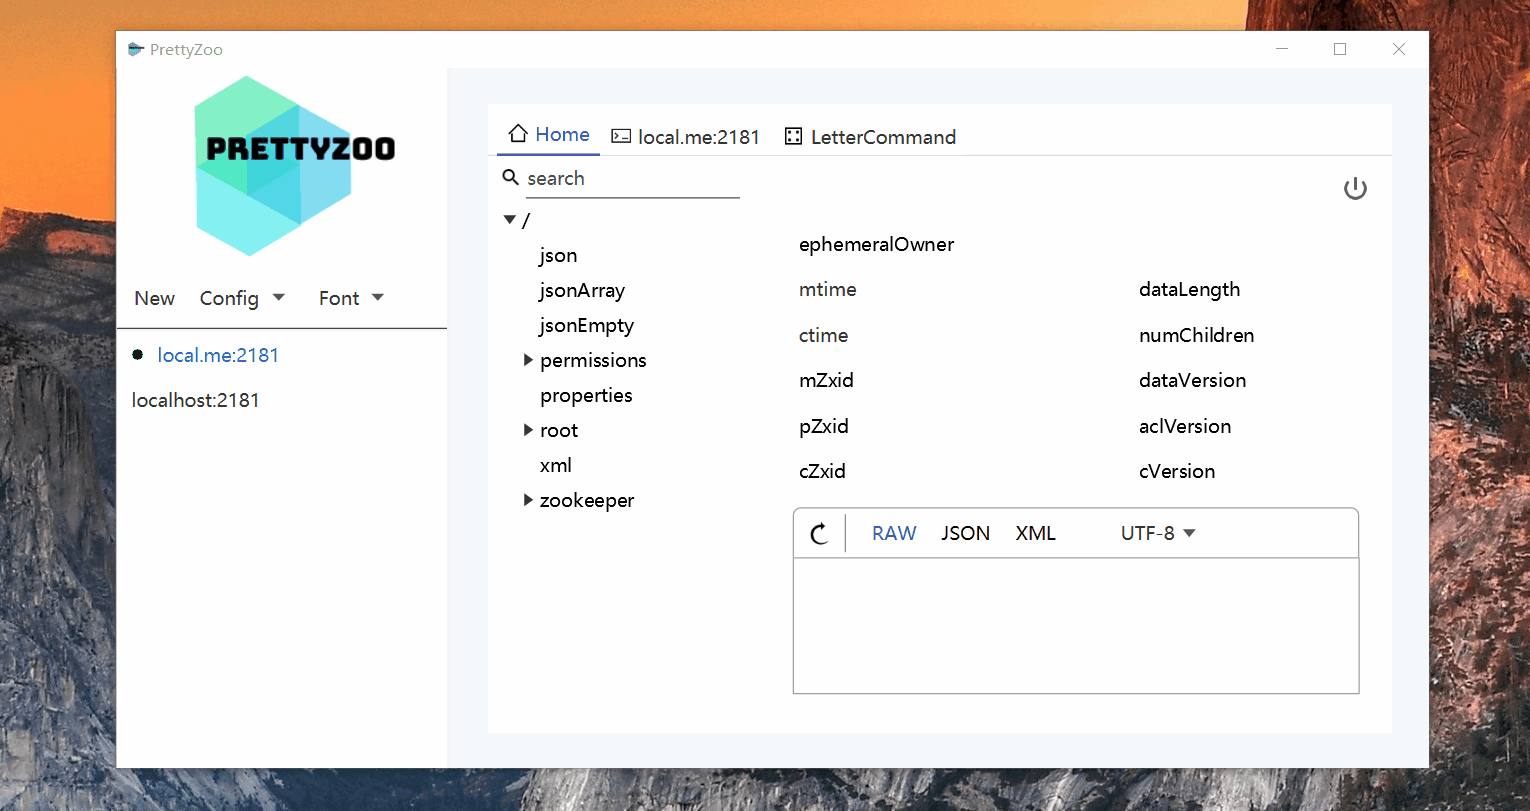 PrettyZoo
PRETTYZOO
New Config Font
local.me:2181
localhost:2181
Home local.me:2181 LetterCommand
search
/
json
jsonArray
jsonEmpty
permissions
properties
root
xml
zookeeper
ephemeralOwner
mtime dataLength
ctime numChildren
mZxid dataVersion
pZxid aclVersion
cZxid cVersion
RAW JSON XML UTF-8